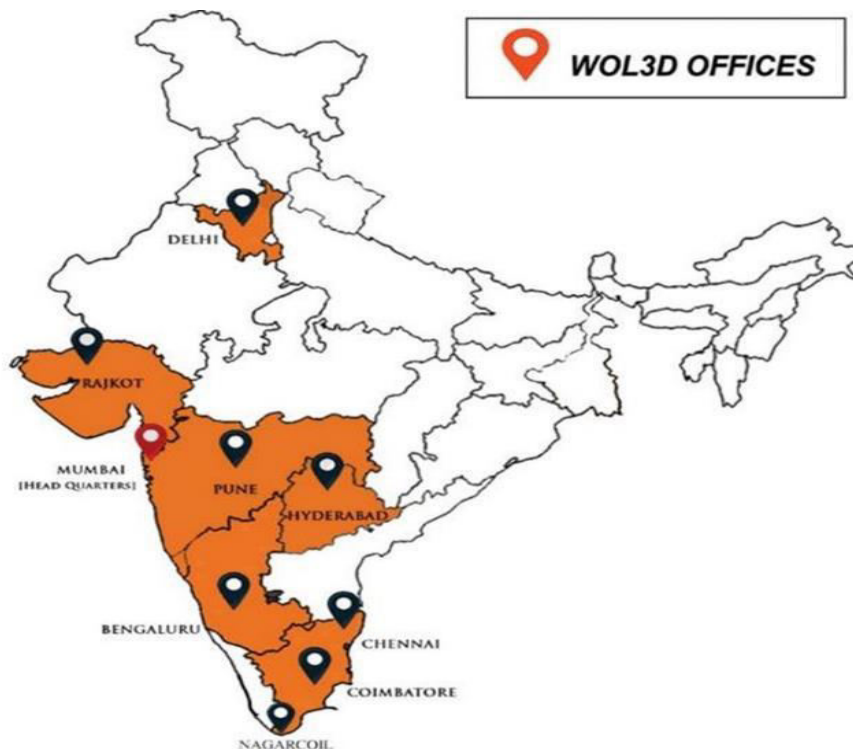 WOL3D OFFICES
DELHI
RAJKOT
MUMBAI
[HEAD QUARTERS]
PUNE
HYDERABAD
BENGALURU
CHENNAI
COIMBATORE
NAGARCOIL